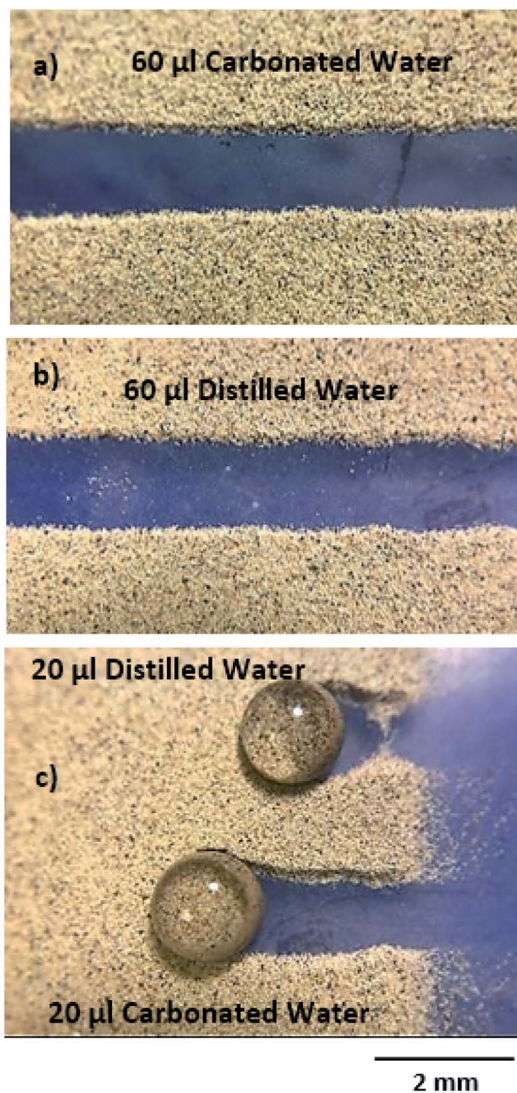 a)
60 µl Carbonated Water
b)
60 µl Distilled Water
20 µl Distilled Water
c)
20 µl Carbonated Water
2 mm